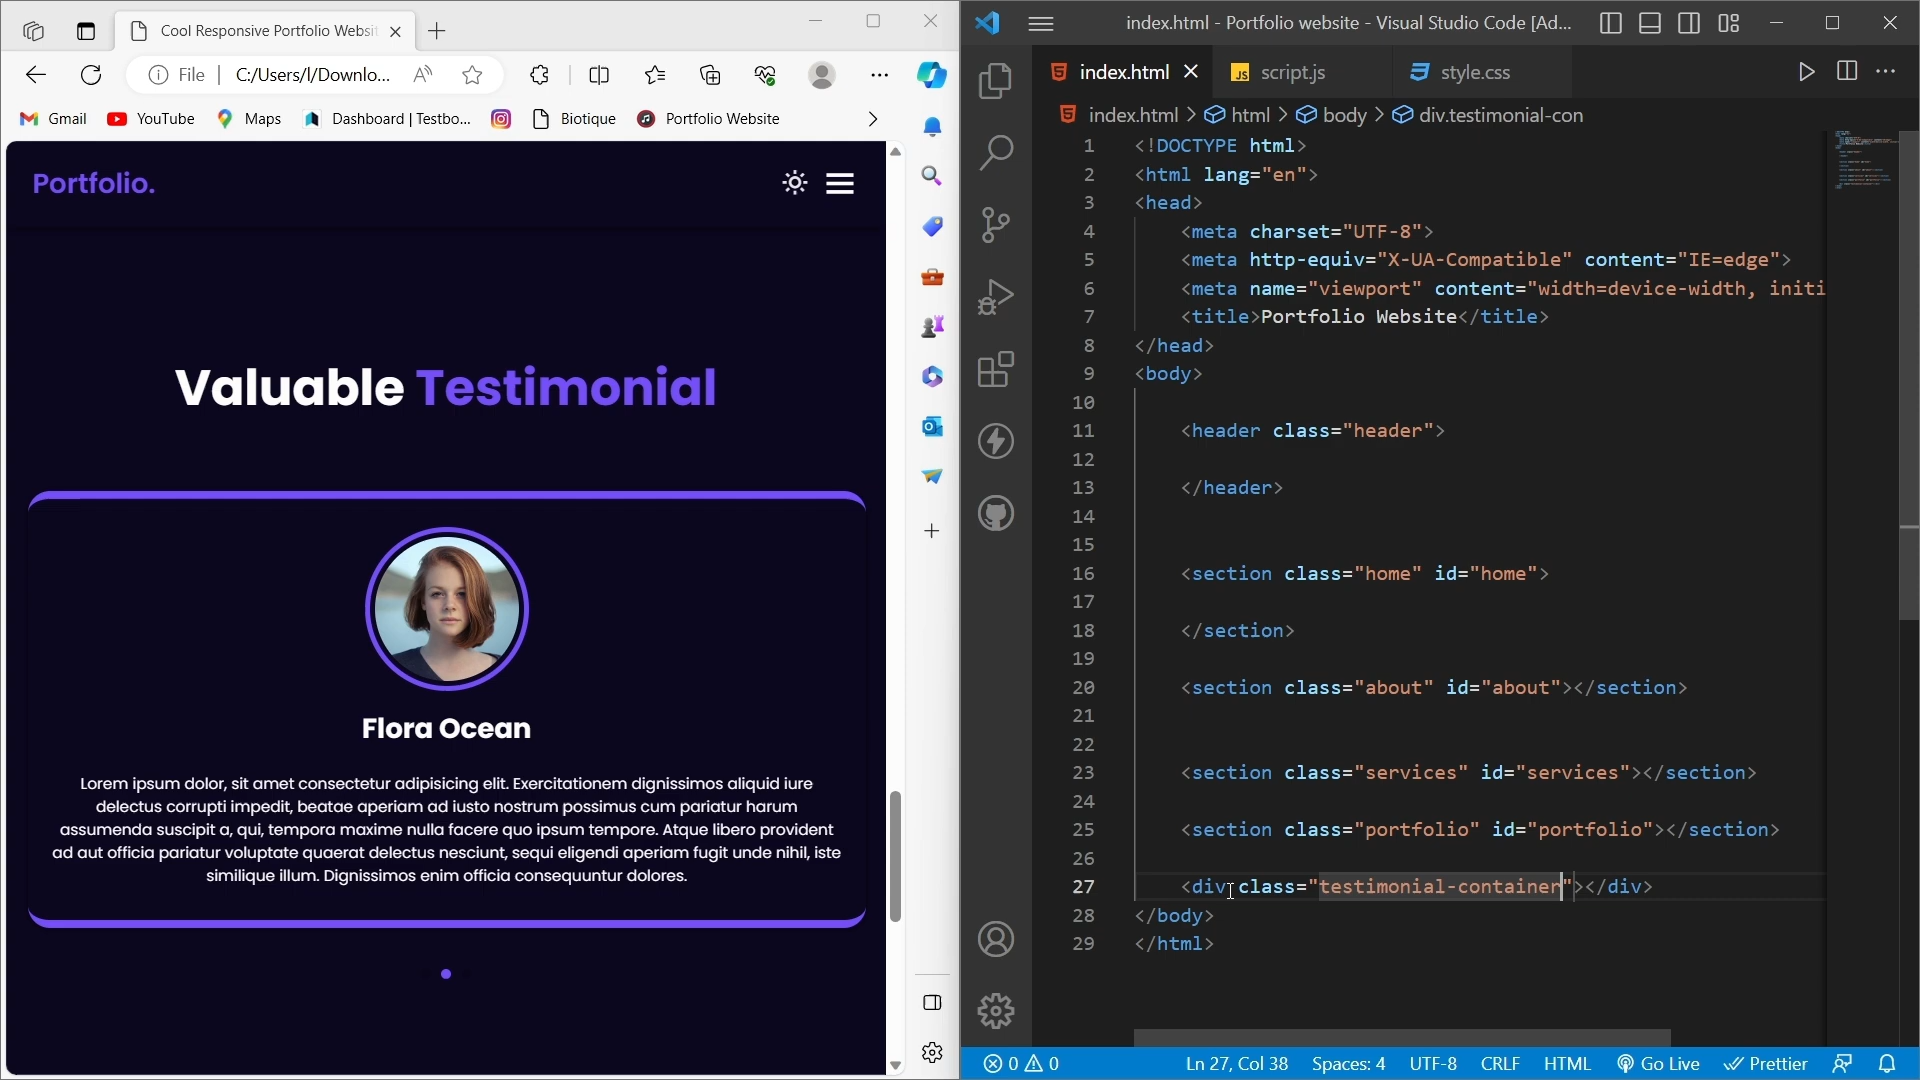 Cool Responsive Portfolio Websi
File
C:/Users/l/Downlo...
Gmail
YouTube
Maps
Dashboard | Testbo...
Biotique
Portfolio Website
Portfolio.
Valuable Testimonial
Flora Ocean
Lorem ipsum dolor, sit amet consectetur adipisicing elit. Exercitationem dignissimos aliquid iure
delectus corrupti impedit, beatae aperiam ad iusto nostrum possimus cum pariatur harum
assumenda suscipit a, qui, tempora maxime nulla facere quo ipsum tempore. Atque libero provident
ad aut officia pariatur voluptate quaerat delectus nesciunt, sequi eligendi aperiam fugit unde nihil, iste
similique illum. Dignissimos enim officia consequuntur dolores.
index.html - Portfolio website - Visual Studio Code [Ad...
index.html
JS script.js
style.css
index.html > html > body > div.testimonial-con
1 <!DOCTYPE html>
2 <html lang="en">
3 <head>
4 <meta charset="UTF-8">
5 <meta http-equiv="X-UA-Compatible" content="IE=edge">
6 <meta name="viewport" content="width=device-width, initi
7 <title>Portfolio Website</title>
8 </head>
9 <body>
10
11 <header class="header">
12
13 </header>
14
15
16 <section class="home" id="home">
17
18 </section>
19
20 <section class="about" id="about"></section>
21
22
23 <section class="services" id="services"></section>
24
25 <section class="portfolio" id="portfolio"></section>
26
27 <div class="testimonial-container"></div>
28 </body>
29 </html>
0 0
Ln 27, Col 38
Spaces: 4
UTF-8
CRLF
HTML
Go Live
Prettier